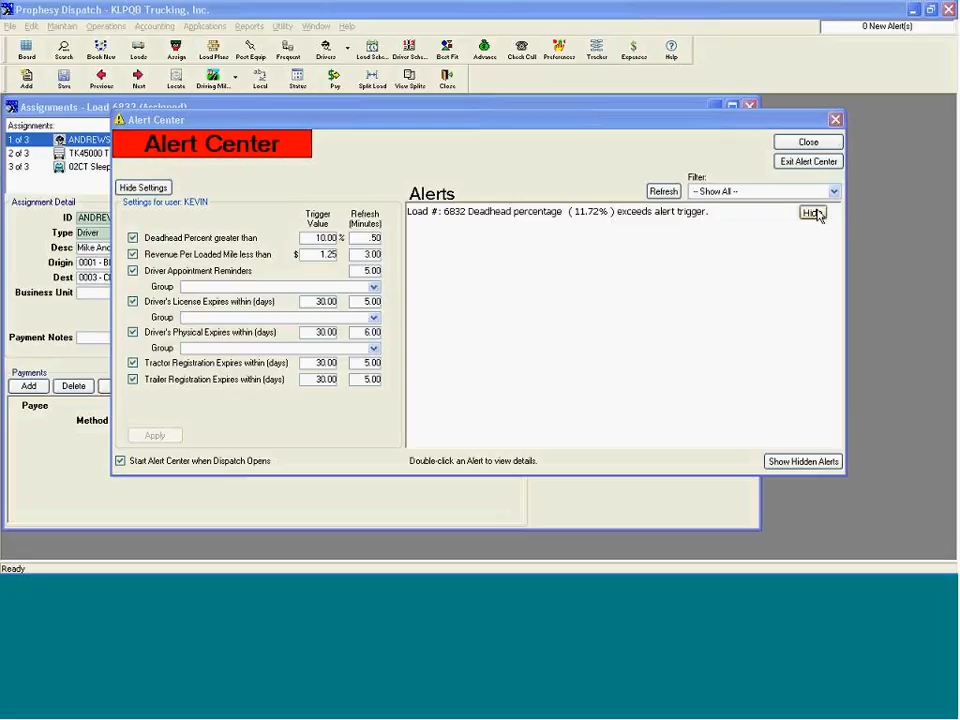 Prophesy Dispatch - KLPQB Trucking, Inc.
File Edit Maintain Operations Accounting Applications Reports Utility Window Help
0 New Alert(s)
Board Search Book New Loads Assign Load Plans Post Equip Frequent Drivers Load Sche... Driver Sche... Best Fit Advance Check Call Preferences Tracker Expenses Help
Add Save Previous Next Locate Driving Mil... Local Status Pay Split Load View Splits Close
Assignments - Load 6832 (Assigned)
Alert Center
Assignments:
1 of 3 ANDREWS
2 of 3 TK45000 T
3 of 3 02CT Sleep
Alert Center
Close
Exit Alert Center
Filter:
Hide Settings
Alerts
Refresh
-- Show All --
Settings for user: KEVIN
Load #: 6832 Deadhead percentage ( 11.72% ) exceeds alert trigger.
Trigger Value
Refresh (Minutes)
Deadhead Percent greater than 10.00 % .50
Revenue Per Loaded Mile less than $ 1.25 3.00
Driver Appointment Reminders 5.00
Group
Driver's License Expires within (days) 30.00 5.00
Group
Driver's Physical Expires within (days) 30.00 6.00
Group
Tractor Registration Expires within (days) 30.00 5.00
Trailer Registration Expires within (days) 30.00 5.00
Apply
Start Alert Center when Dispatch Opens
Double-click an Alert to view details.
Show Hidden Alerts
Assignment Detail
ID ANDREW
Type Driver
Desc Mike And
Origin 0001 - Bl
Dest
Business Unit
Payment Notes
Payments
Add Delete
Payee
Method
Ready